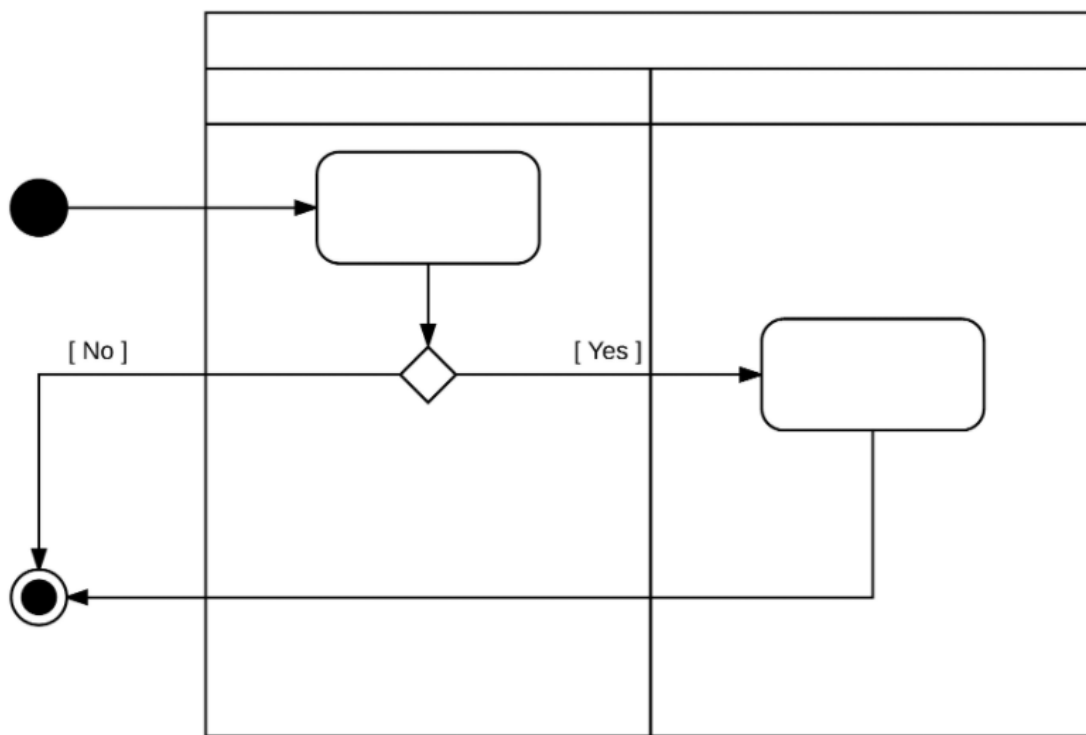 [ No ]
[ Yes ]